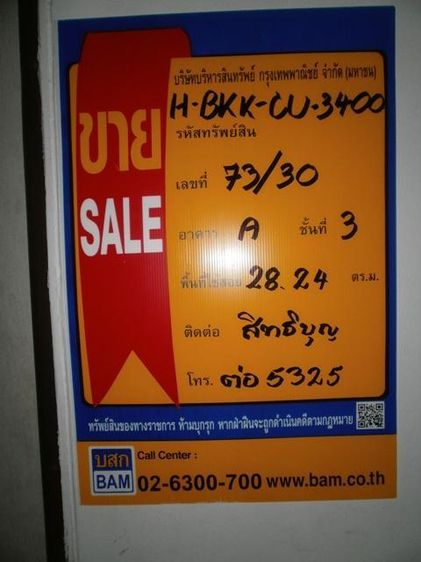 บริษัทบริหารสินทรัพย์ กรุงเทพพาณิชย์ จำกัด (มหาชน)
ขาย
SALE
H-BKK-CU-3400
รหัสทรัพย์สิน
เลขที่ 73/30
อาคาร A ชั้นที่ 3
พื้นที่ใช้สอย 28.24 ตร.ม.
ติดต่อ สิทธิบุญ
โทร. ต่อ 5325
ทรัพย์สินของทางราชการ ห้ามบุกรุก หากฝ่าฝืนจะถูกดำเนินคดีตามกฎหมาย
บสก
BAM
Call Center :
02-6300-700 www.bam.co.th